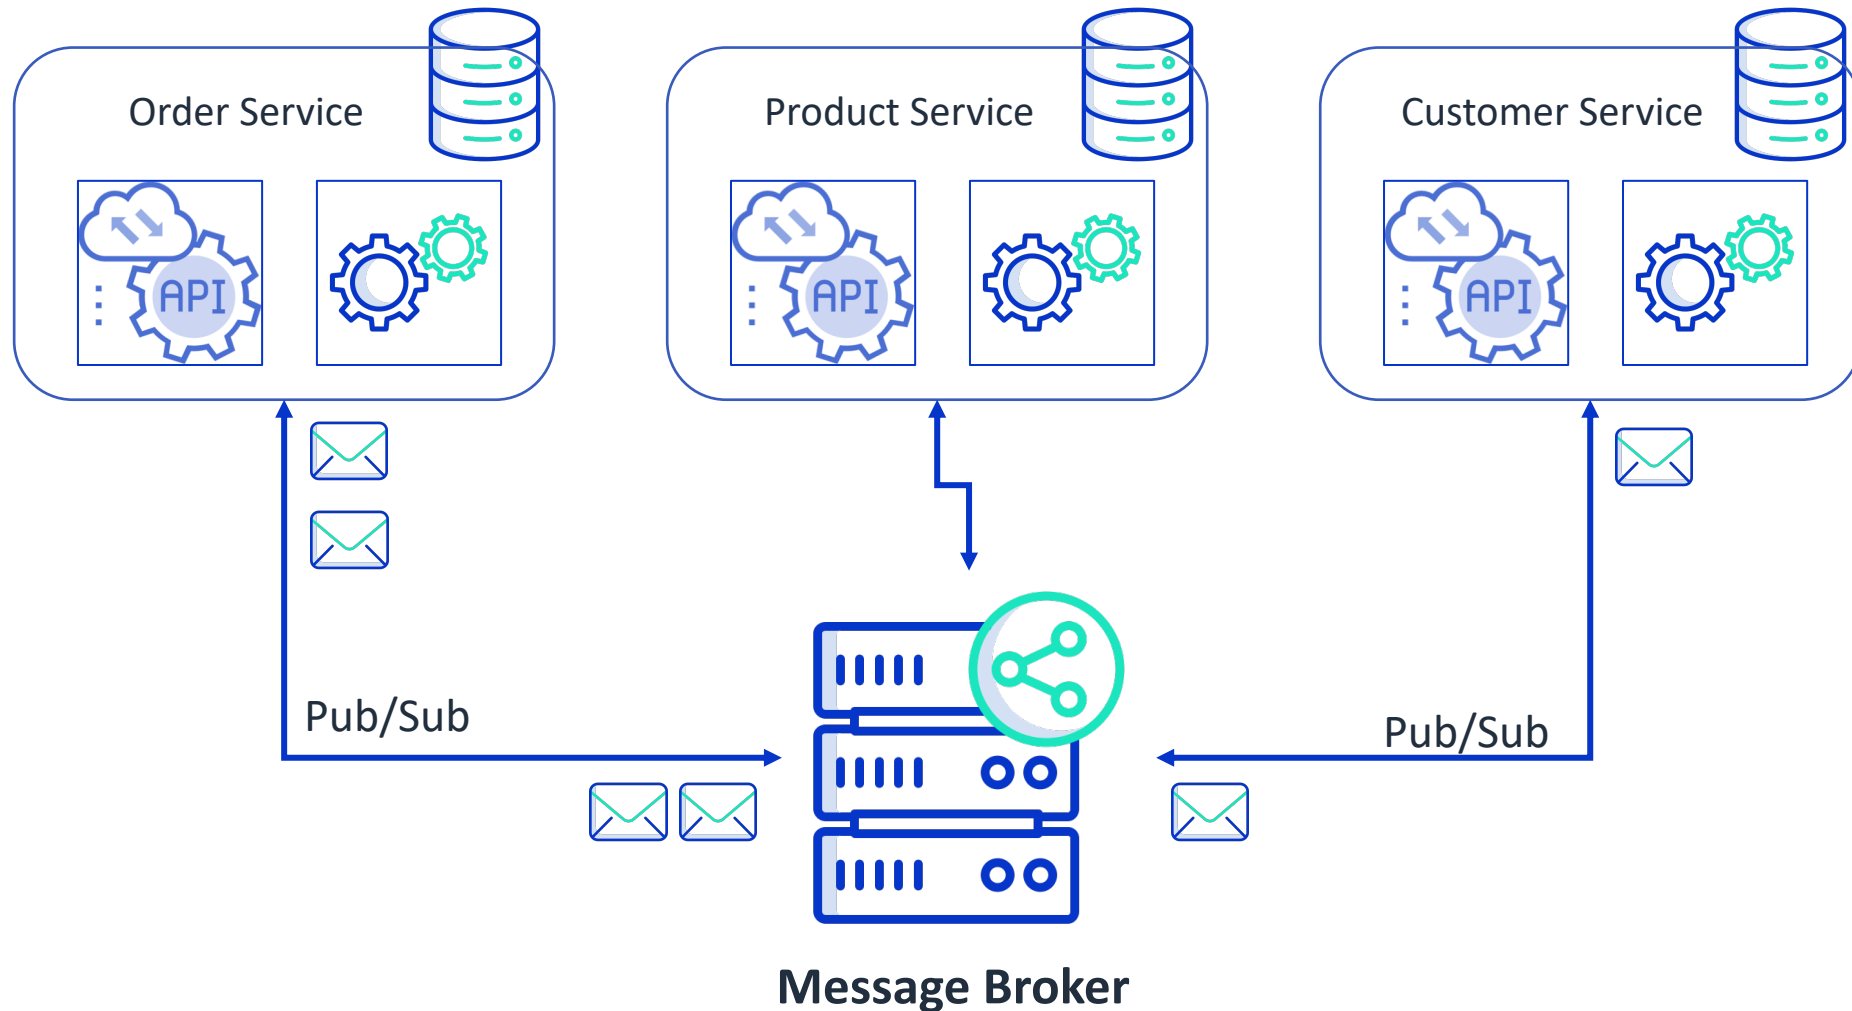 Order Service
Product Service
Customer Service
API
API
API
Pub/Sub
Pub/Sub
Message Broker